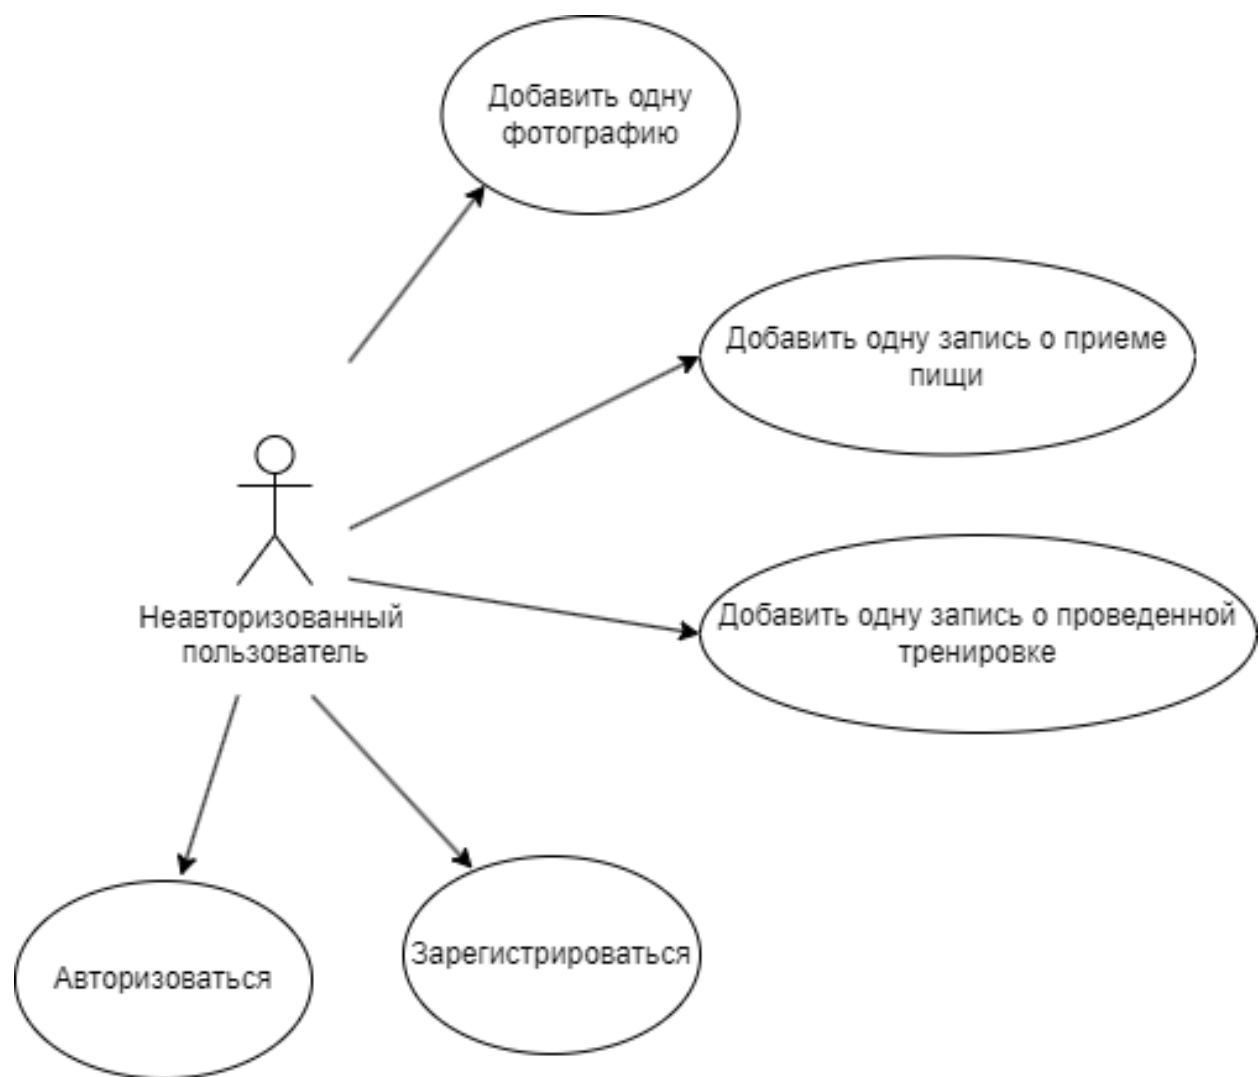 Добавить одну
фотографию
Добавить одну запись о приеме
пищи
Неавторизованный
пользователь
Добавить одну запись о проведенной
тренировке
Авторизоваться
Зарегистрироваться